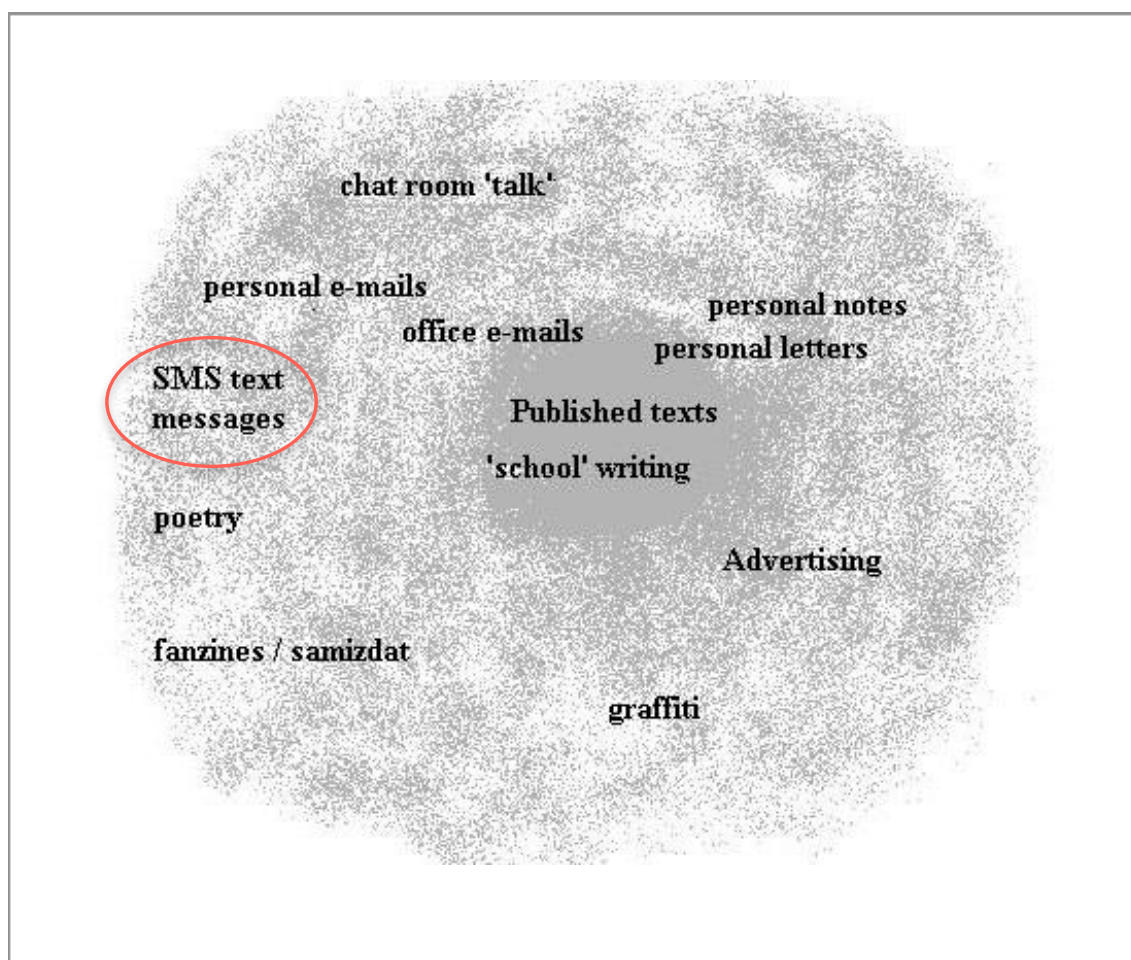 chat room 'talk'
personal e-mails
personal notes
office e-mails
personal letters
SMS text
messages
Published texts
'school' writing
poetry
Advertising
fanzines / samizdat
graffiti